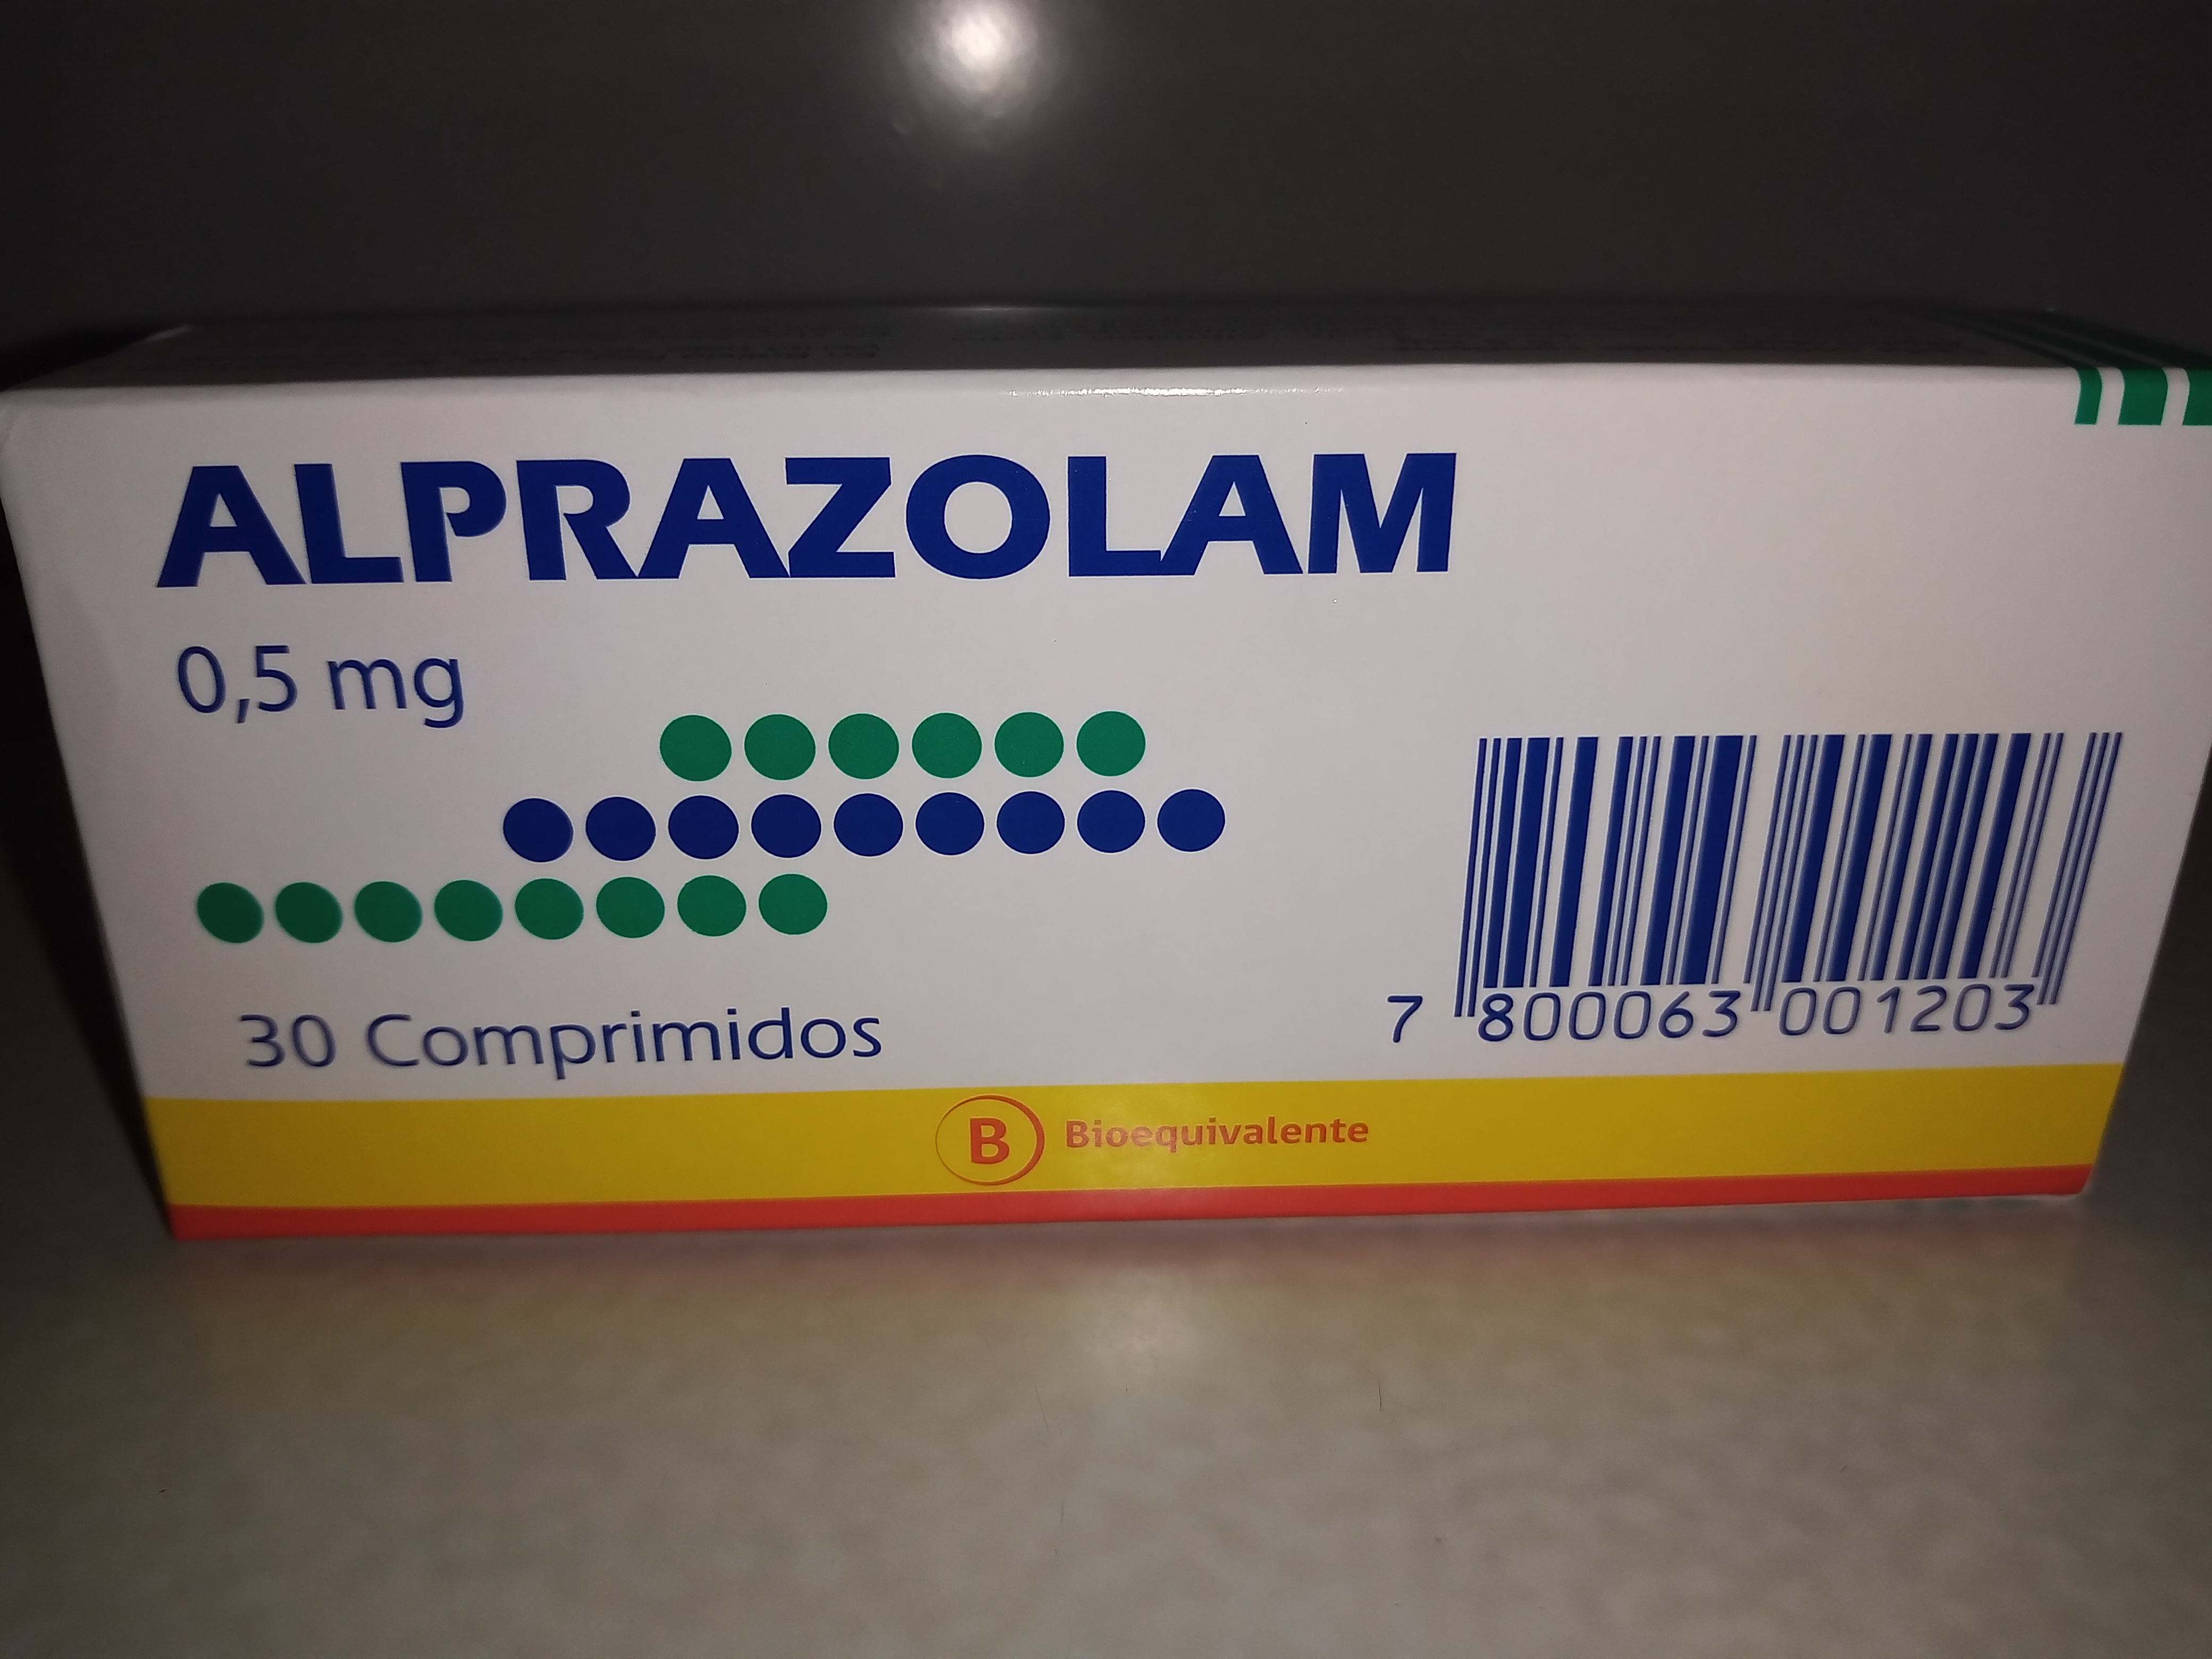 ALPRAZOLAM
0,5 mg
30 Comprimidos
7 800063 001203
B Bioequivalente